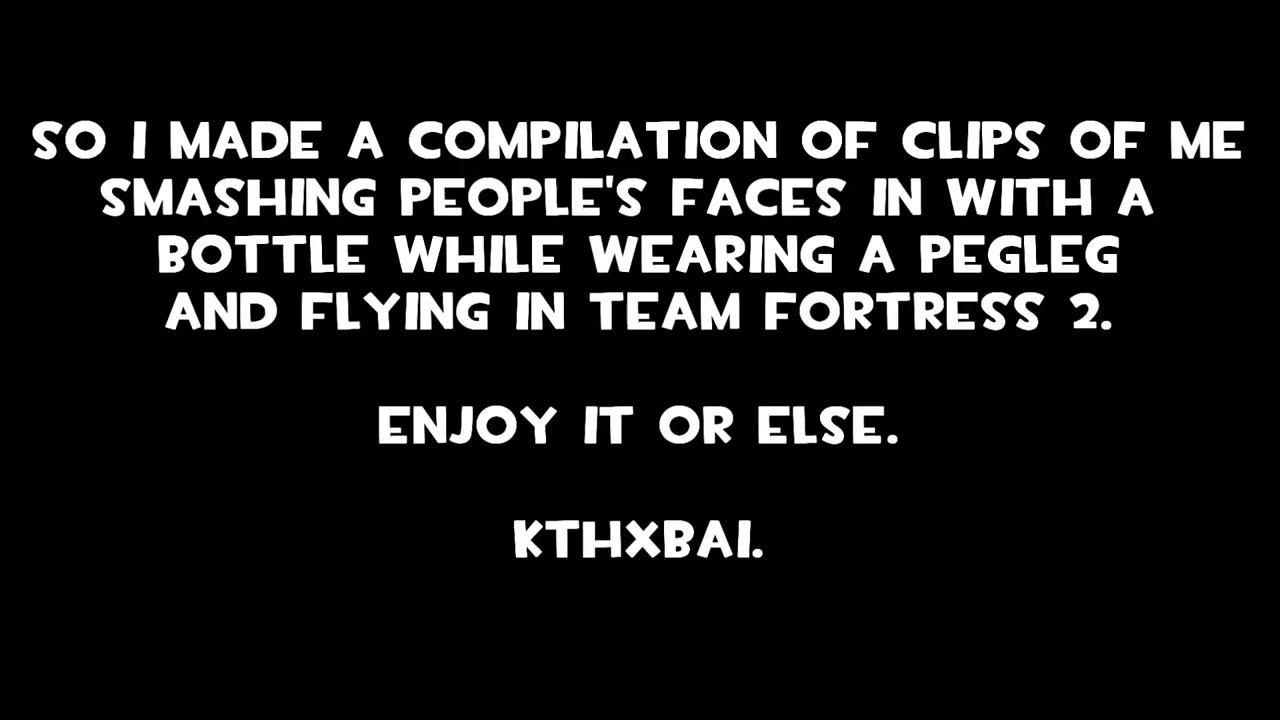 SO I MADE A COMPILATION OF CLIPS OF ME
SMASHING PEOPLE'S FACES IN WITH A
BOTTLE WHILE WEARING A PEGLEG
AND FLYING IN TEAM FORTRESS 2.
ENJOY IT OR ELSE.
KTHXBAI.